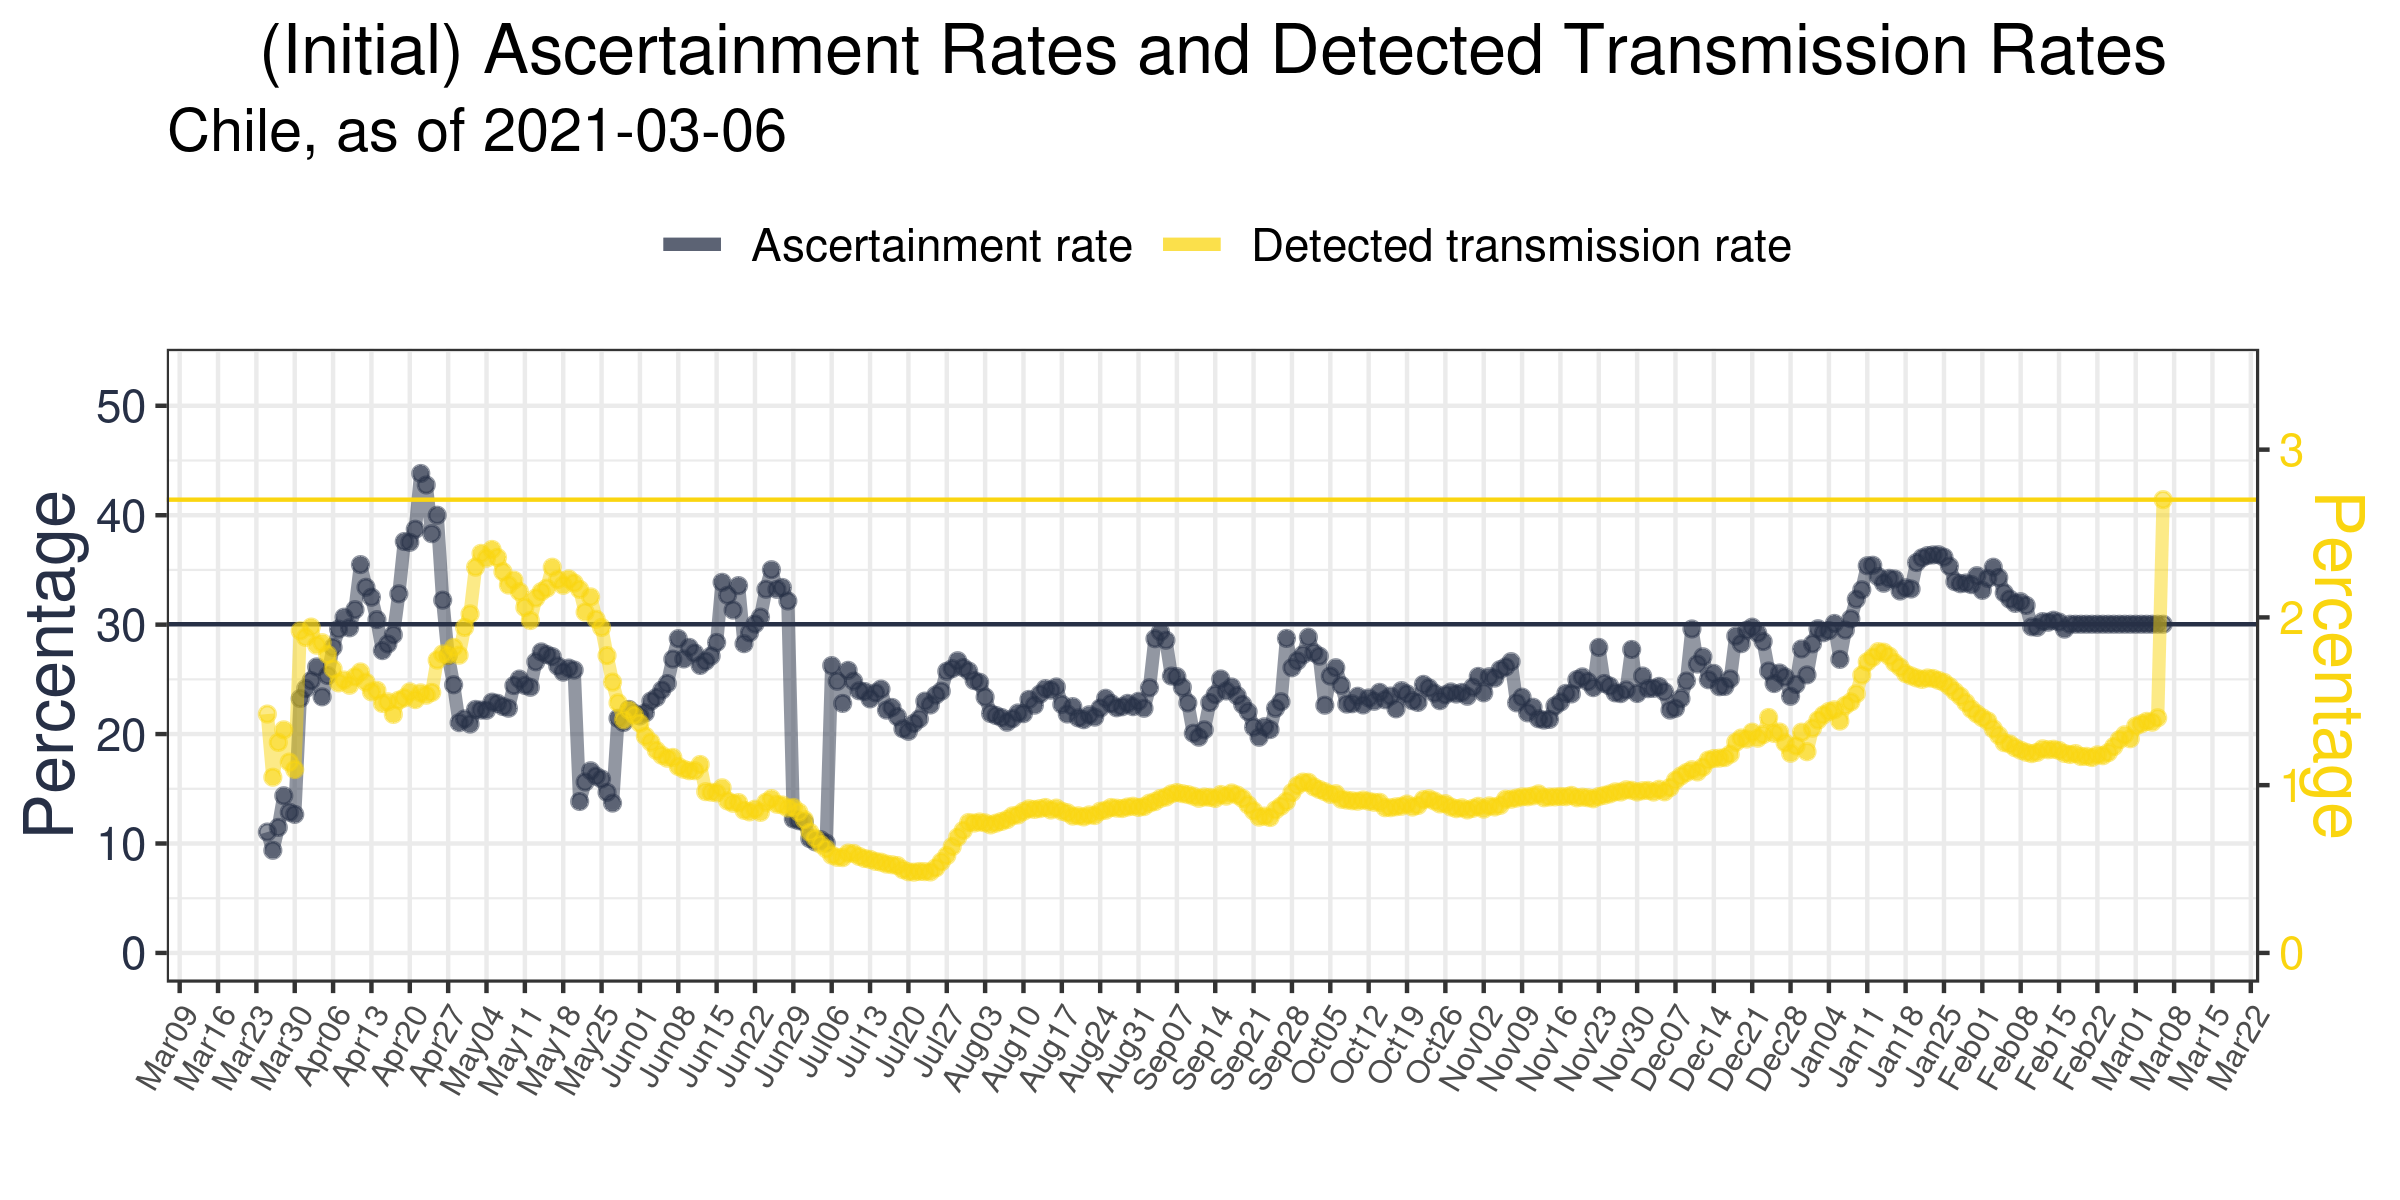 (Initial) Ascertainment Rates and Detected Transmission Rates
Chile, as of 2021-03-06
Ascertainment rate
Detected transmission rate
Percentage
50
40
30
20
10
0
3
2
1
0
Percentage
Mar09
Mar16
Mar23
Mar30
Apr06
Apr13
Apr20
Apr27
May04
May11
May18
May25
Jun01
Jun08
Jun15
Jun22
Jun29
Jul06
Jul13
Jul20
Jul27
Aug03
Aug10
Aug17
Aug24
Aug31
Sep07
Sep14
Sep21
Sep28
Oct05
Oct12
Oct19
Oct26
Nov02
Nov09
Nov16
Nov23
Nov30
Dec07
Dec14
Dec21
Dec28
Jan04
Jan11
Jan18
Jan25
Feb01
Feb08
Feb15
Feb22
Mar01
Mar08
Mar15
Mar22